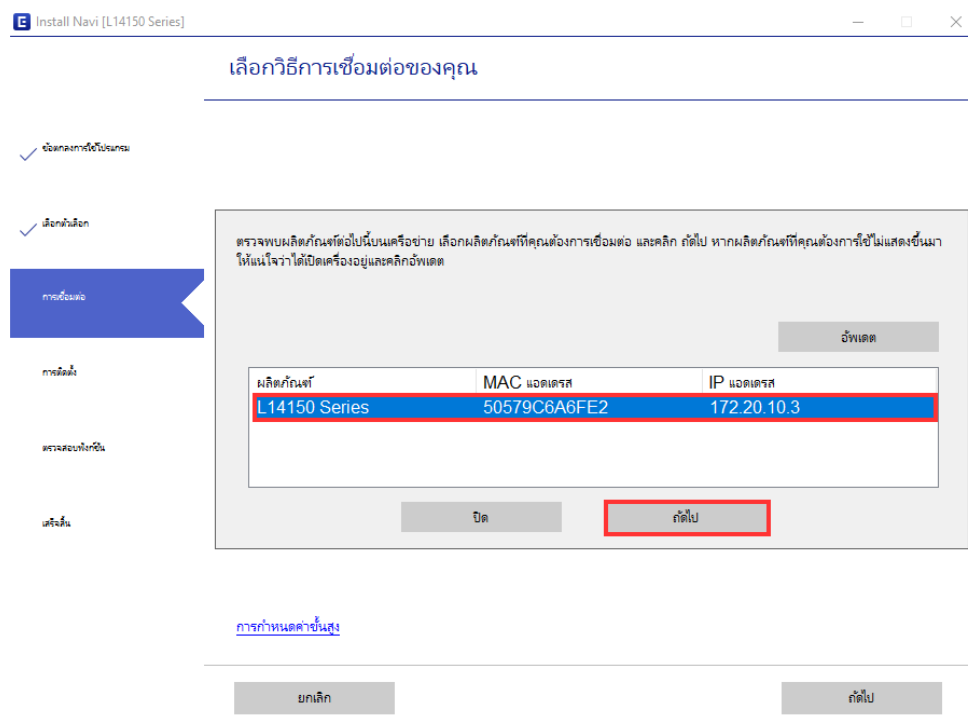 E Install Navi [L14150 Series]
เลือกวิธีการเชื่อมต่อของคุณ
ข้อตกลงการใช้โปรแกรม
เลือกตัวเลือก
การเชื่อมต่อ
การติดตั้ง
ตรวจสอบฟังก์ชัน
เสร็จสิ้น
ตรวจพบผลิตภัณฑ์ต่อไปนี้บนเครือข่าย เลือกผลิตภัณฑ์ที่คุณต้องการเชื่อมต่อ และคลิก ถัดไป หากผลิตภัณฑ์ที่คุณต้องการใช้ไม่แสดงขึ้นมา
ให้แน่ใจว่าได้เปิดเครื่องอยู่และคลิกอัพเดต
อัพเดต
ผลิตภัณฑ์ MAC แอดเดรส IP แอดเดรส
L14150 Series 50579C6A6FE2 172.20.10.3
ปิด ถัดไป
การกำหนดค่าขั้นสูง
ยกเลิก ถัดไป